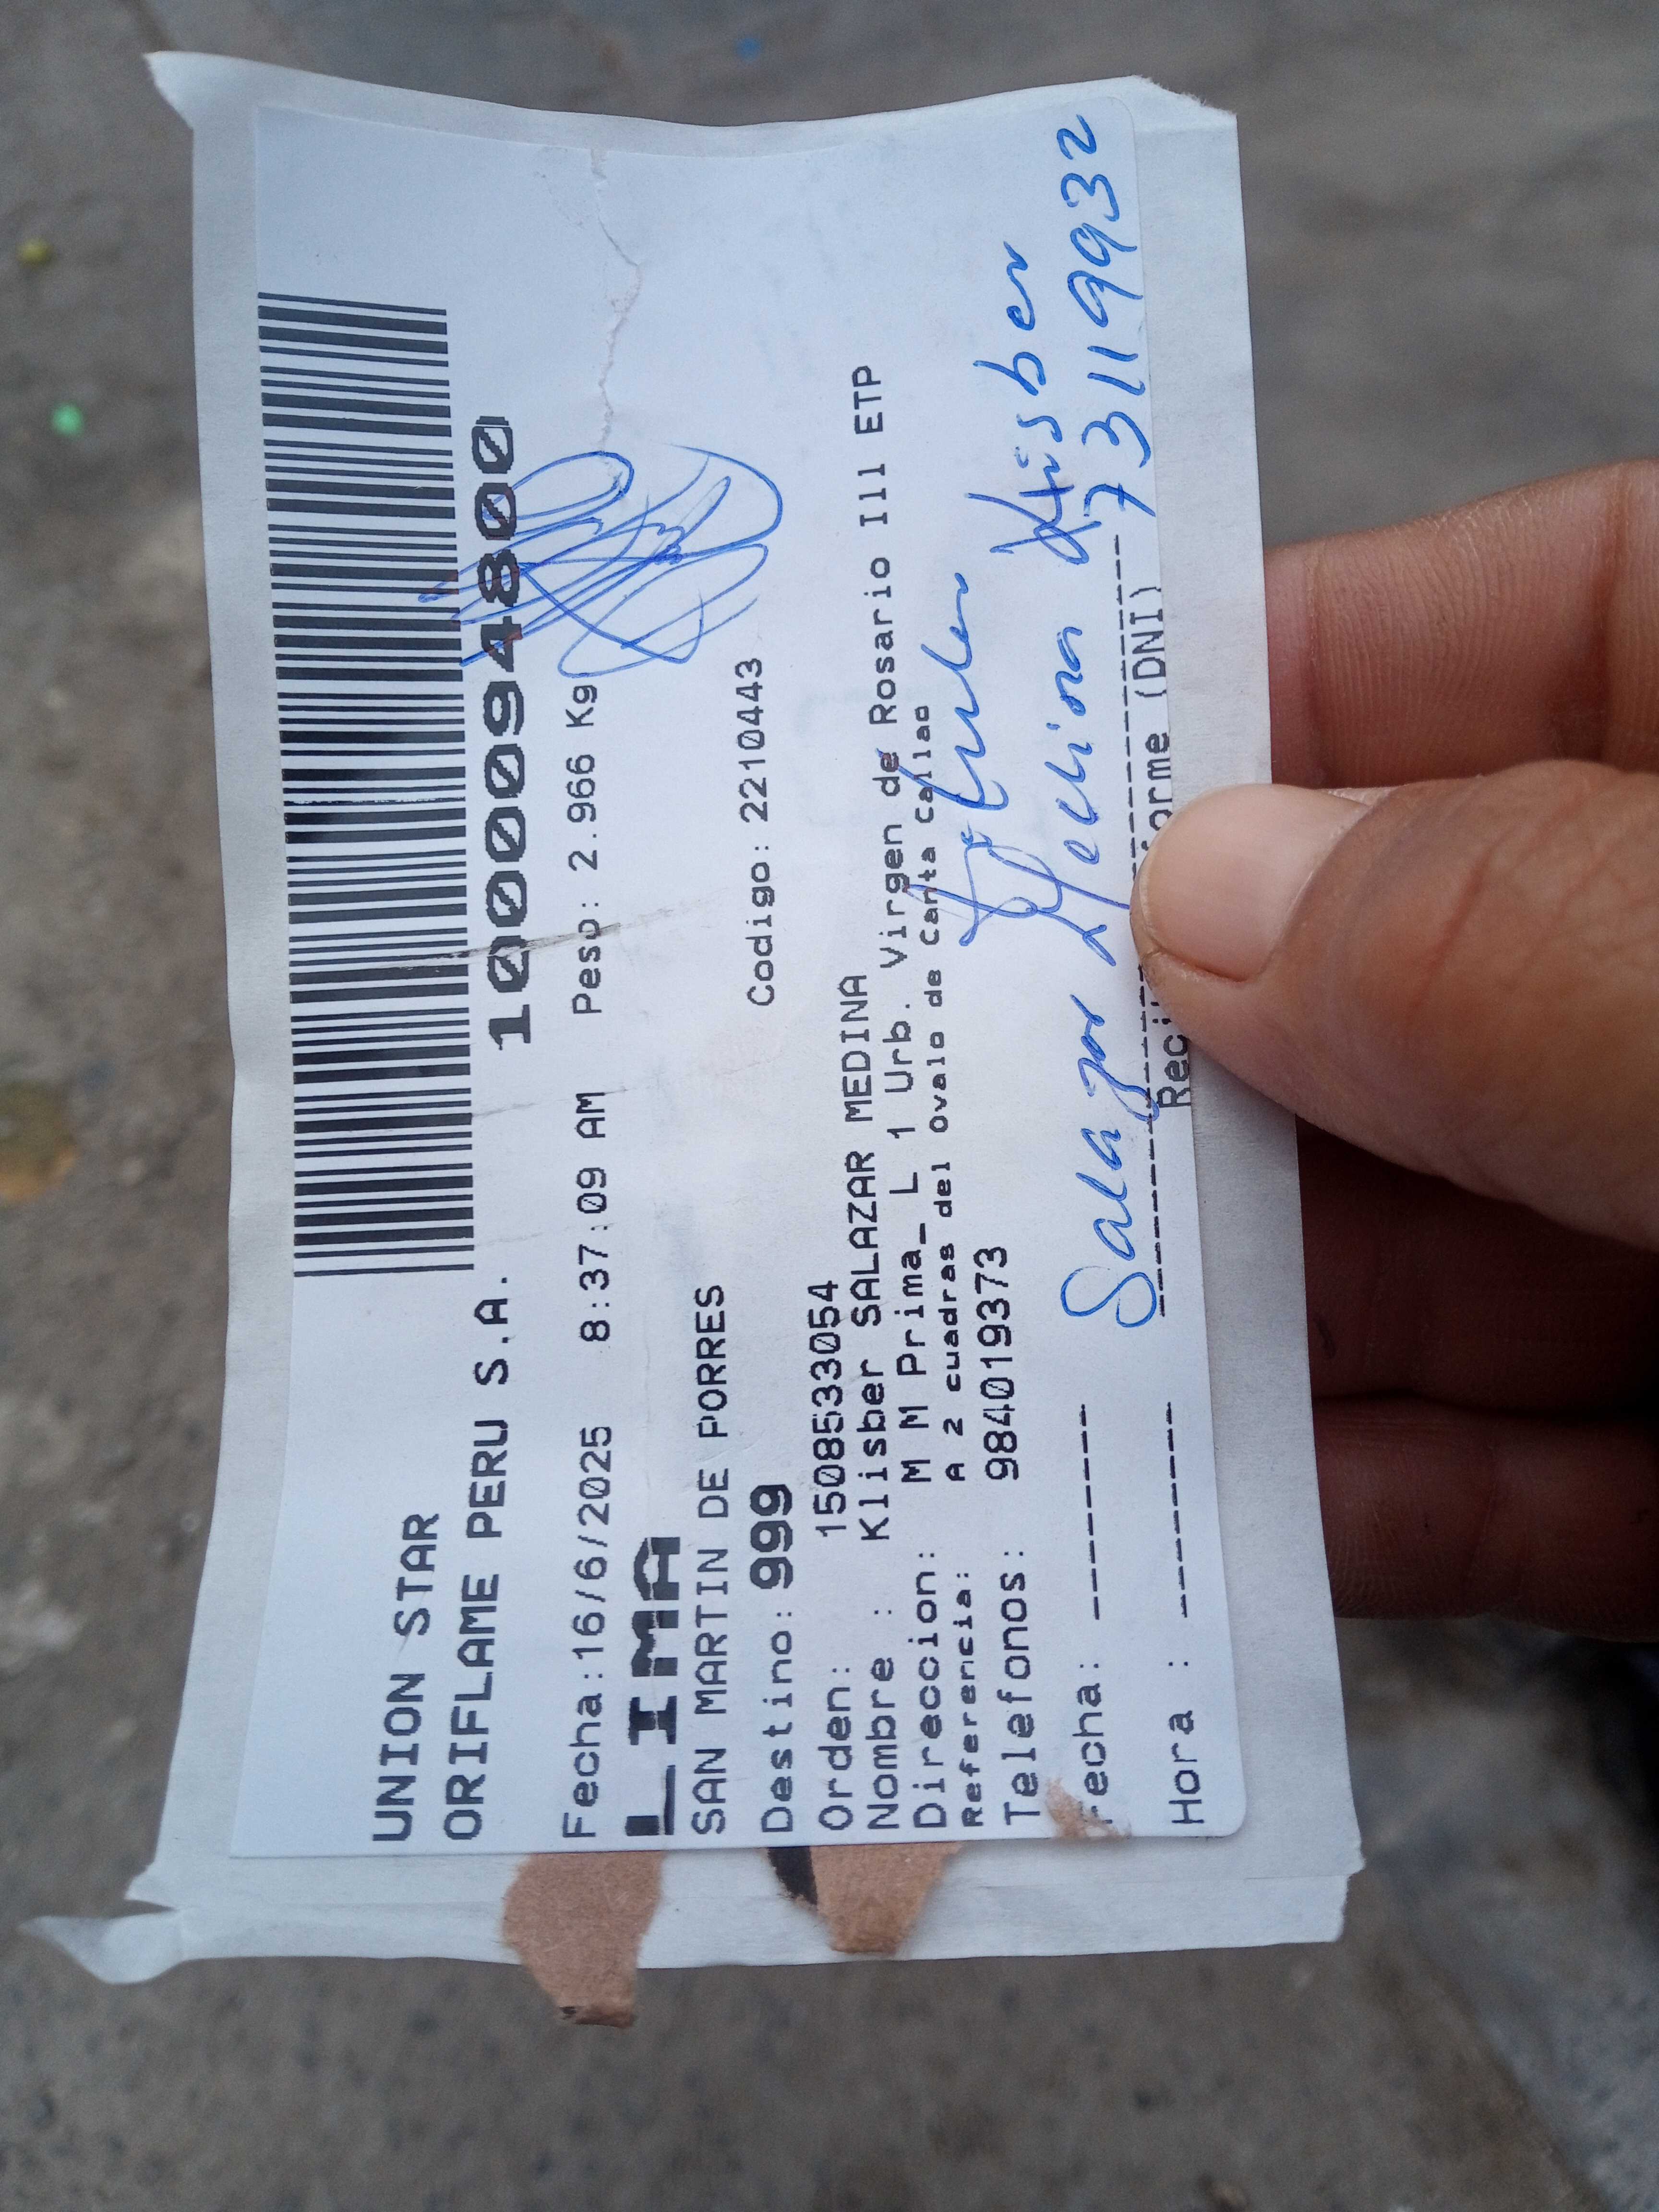 UNION STAR
ORIFLAME PERU S.A.
10000094800
Fecha:16/6/2025 8:37:09 AM Peso: 2.966 Kg
LIMA
SAN MARTIN DE PORRES
Destino: 999 Codigo: 2210443
Orden: 1508533054
Nombre : Klisber SALAZAR MEDINA
Direccion: M M Prima_ L 1 Urb. Virgen de Rosario Ill ETP
Referencia: A 2 cuadras del Ovalo de Canta Callao
Telefonos: 984019373
Titular
Fecha: Salazar Medina Klisber
73119932
Hora :
(DNI)